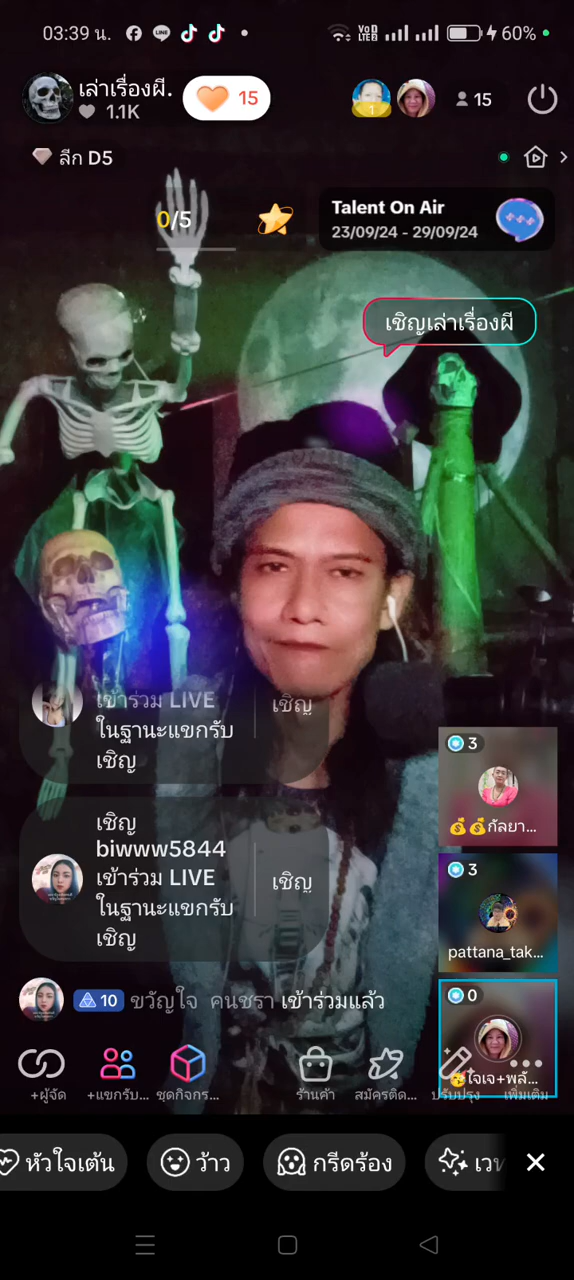 03:39 น.
VoD
LTE2
60%
เล่าเรื่องผี.
1.1K
15
1
15
ลีก D5
0/5
Talent On Air
23/09/24 - 29/09/24
เชิญเล่าเรื่องผี
เข้าร่วม LIVE
ในฐานะแขกรับ
เชิญ
เชิญ
เชิญ
biwww5844
เข้าร่วม LIVE
ในฐานะแขกรับ
เชิญ
เชิญ
3
💰💰กัลยา...
3
pattana_tak...
0
ใจเจ+พลั...
10 ขวัญใจ คนชรา เข้าร่วมแล้ว
+ผู้จัด
+แขกรับ...
ชุดกิจกร...
ร้านค้า
สมัครติด...
ปรับปรุง
เพิ่มเติม
หัวใจเต้น
ว้าว
กรีดร้อง